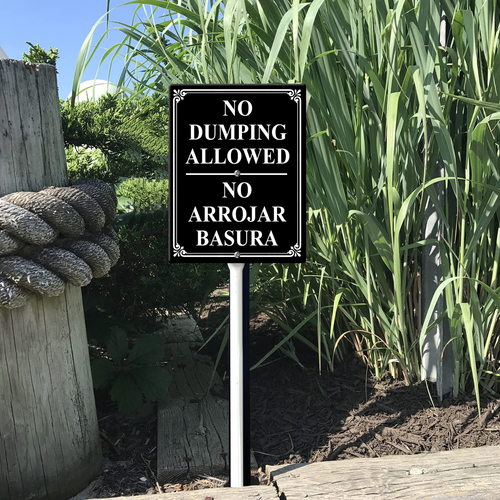 NO
DUMPING
ALLOWED
NO
ARROJAR
BASURA